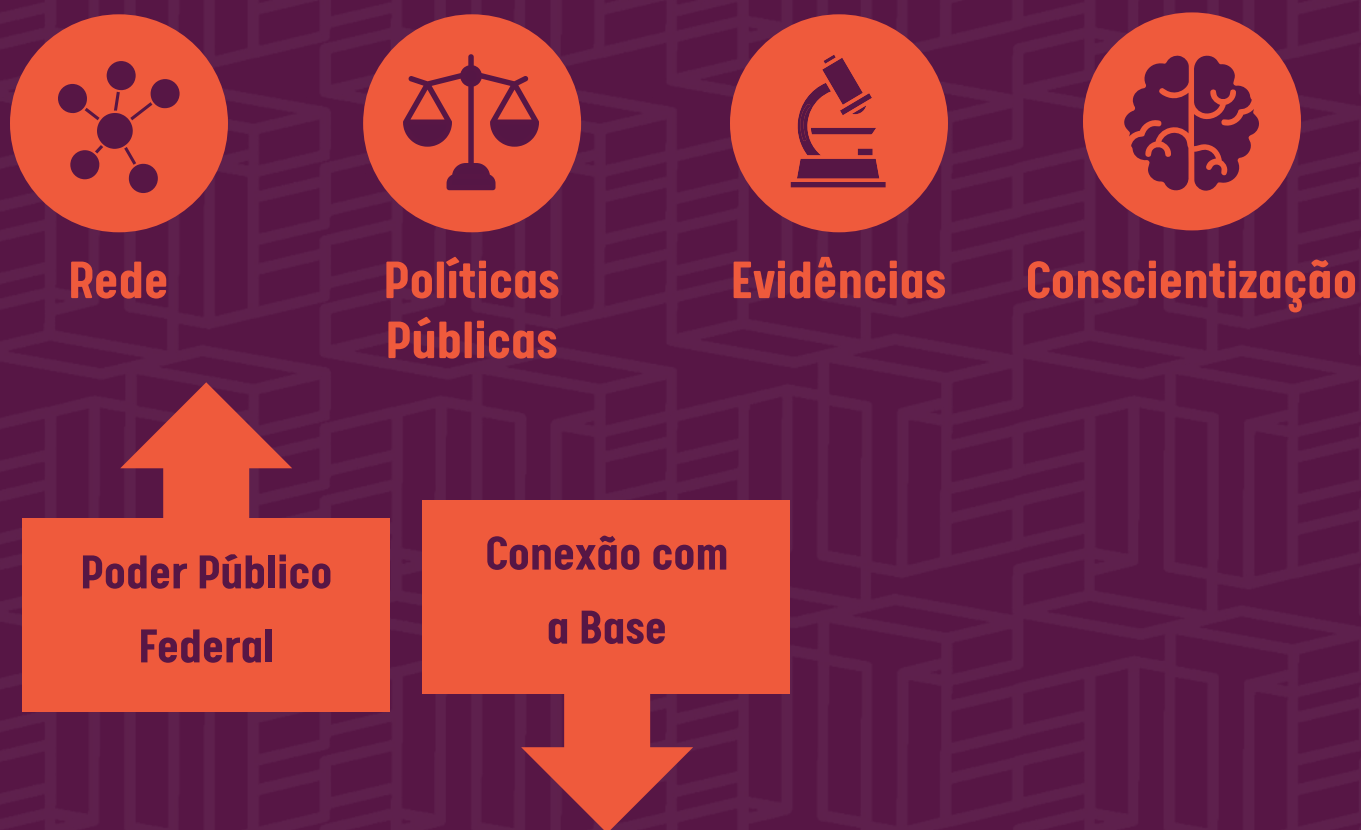 Rede
Políticas
Públicas
Evidências
Conscientização
Poder Público
Federal
Conexão com
a Base